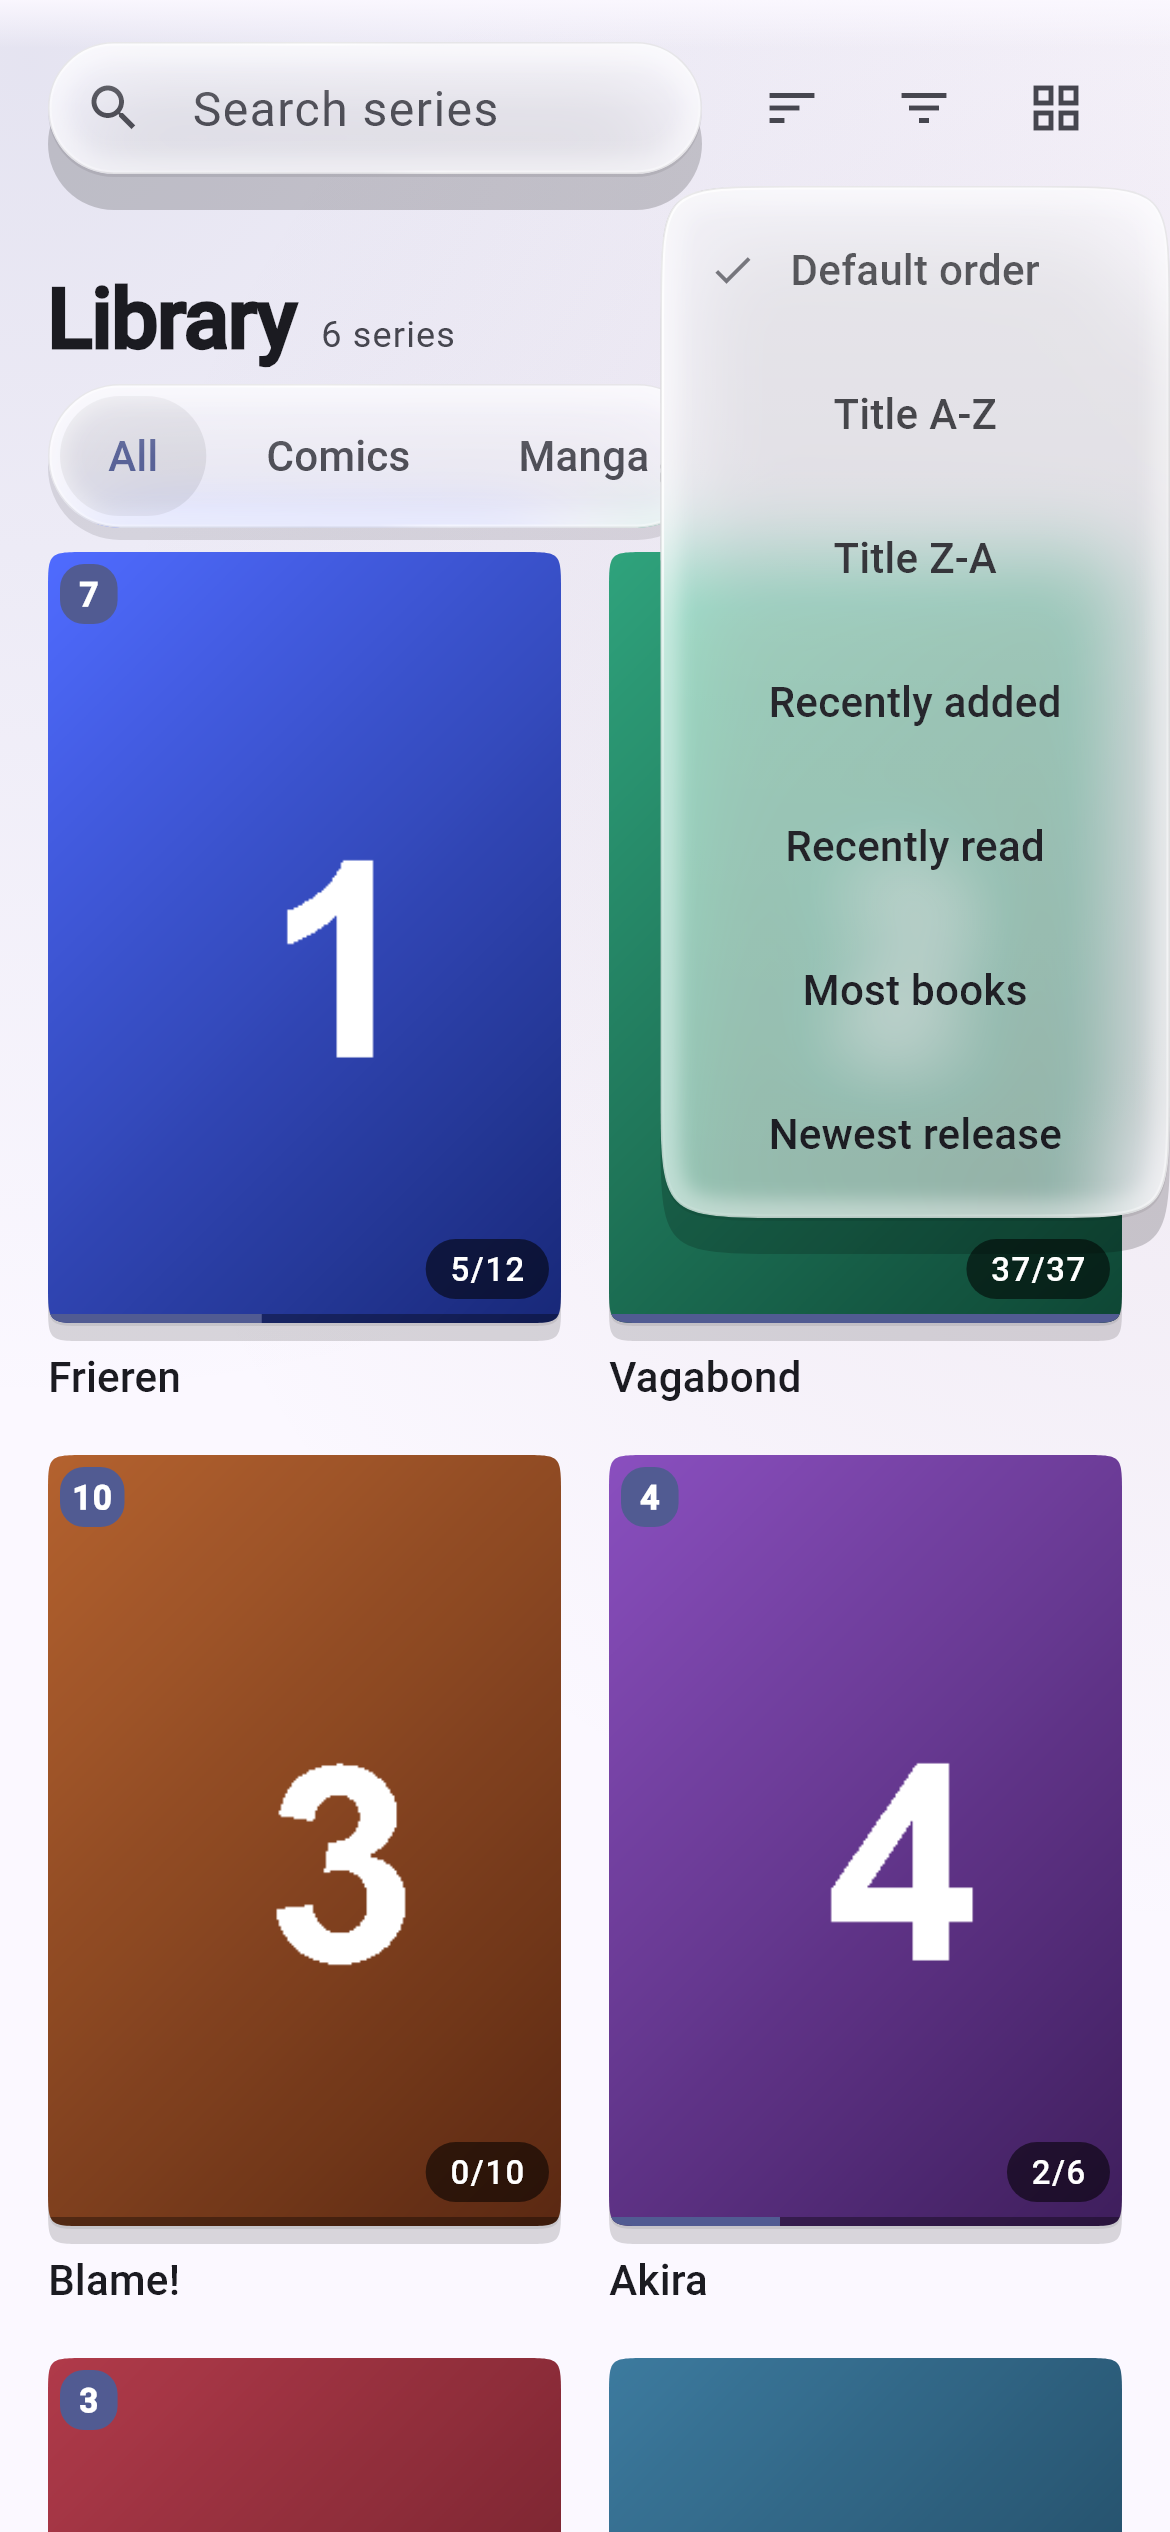 Search series
Default order
Library 6 series
Title A-Z
All Comics Manga
Title Z-A
7
Recently added
Recently read
1
Most books
Newest release
5/12
37/37
Frieren
Vagabond
10
4
3
4
0/10
2/6
Blame!
Akira
3